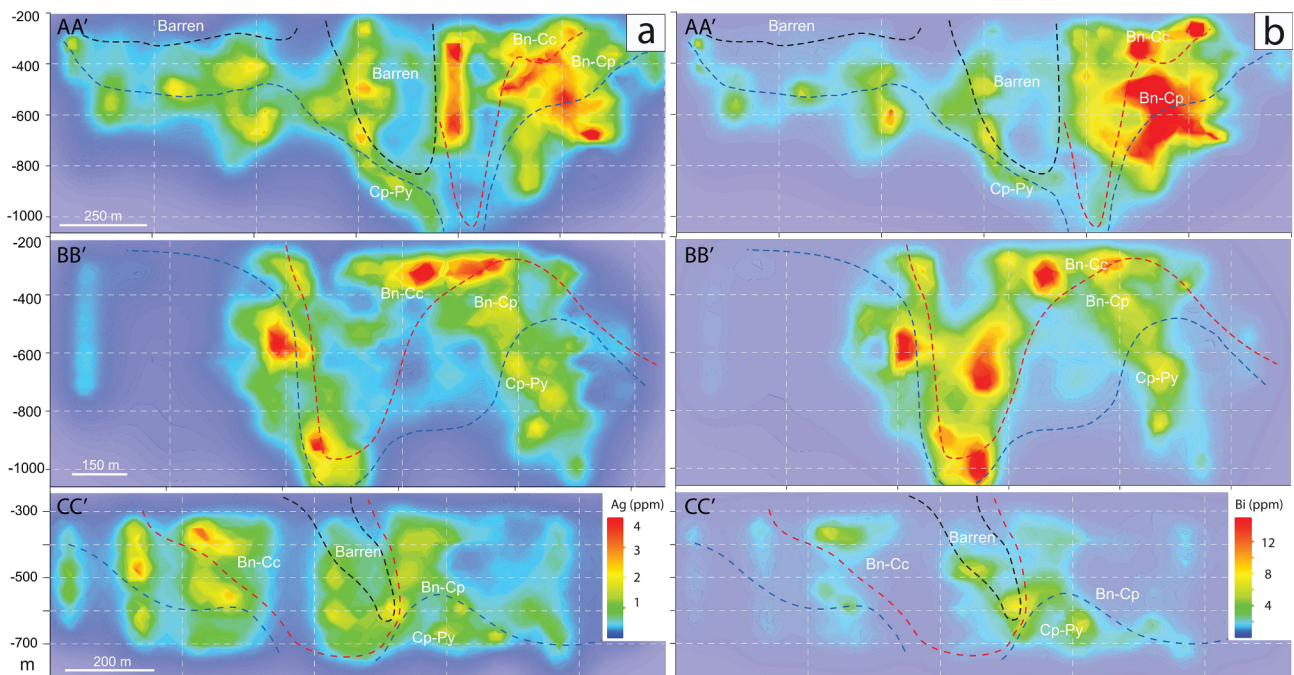 AA′
Barren
Barren
Bn-Cc
Bn-Cp
Cp-Py
a
-200
-400
-600
-800
-1000
250 m
AA′
Barren
Barren
Bn-Cc
Bn-Cp
Cp-Py
b
BB′
Bn-Cc
Bn-Cp
Cp-Py
-200
-400
-600
-800
-1000
150 m
BB′
Bn-Cc
Bn-Cp
Cp-Py
CC′
Bn-Cc
Barren
Bn-Cp
Cp-Py
-300
-500
-700
m
200 m
Ag (ppm)
4
3
2
1
CC′
Bn-Cc
Barren
Bn-Cp
Cp-Py
Bi (ppm)
12
8
4